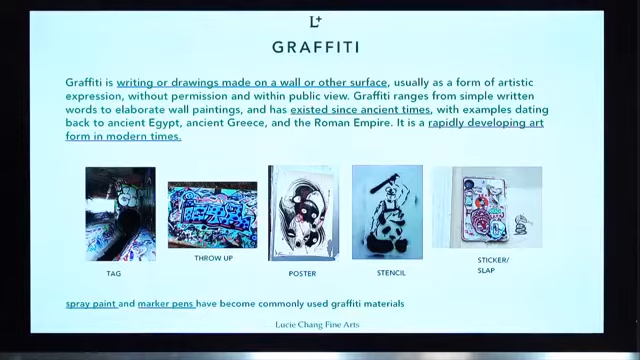 L+
GRAFFITI
Graffiti is writing or drawings made on a wall or other surface, usually as a form of artistic
expression, without permission and within public view. Graffiti ranges from simple written
words to elaborate wall paintings, and has existed since ancient times, with examples dating
back to ancient Egypt, ancient Greece, and the Roman Empire. It is a rapidly developing art
form in modern times.
TAG
THROW UP
POSTER
STENCIL
STICKER/
SLAP
spray paint and marker pens have become commonly used graffiti materials
Lucie Chang Fine Arts